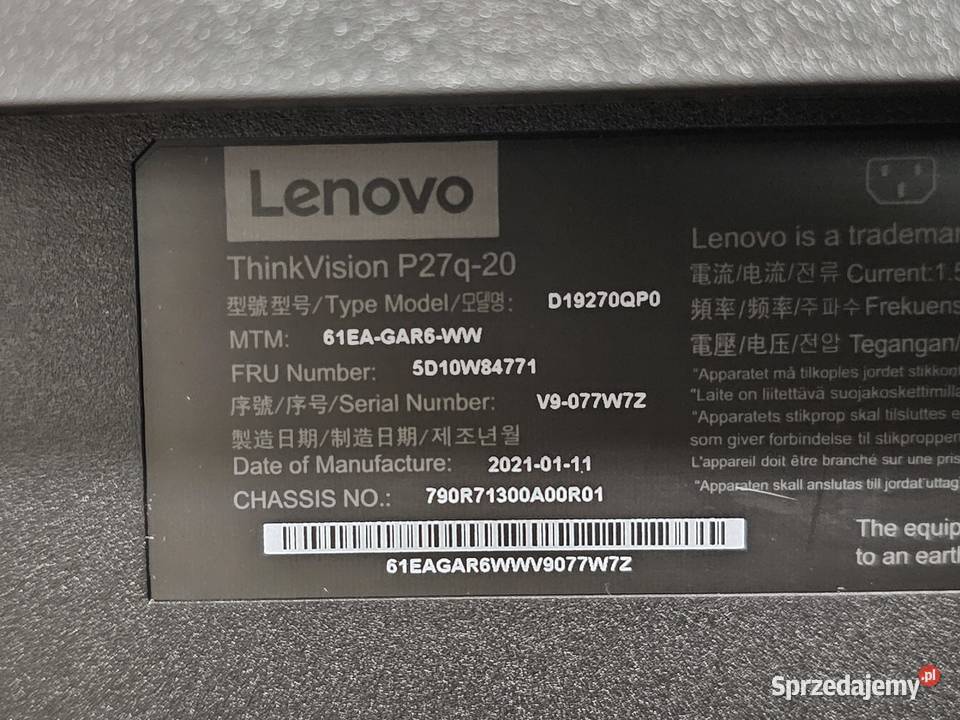 Lenovo
ThinkVision P27q-20
型號型号/Type Model/모델명: D19270QP0
MTM: 61EA-GAR6-WW
FRU Number: 5D10W84771
序號/序号/Serial Number: V9-077W7Z
製造日期/制造日期/제조년월
Date of Manufacture: 2021-01-11
CHASSIS NO.: 790R71300A00R01
61EAGAR6WWV9077W7Z
Lenovo is a trademar
電流/电流/전류 Current:1.5
頻率/频率/주파수 Frekuens
電壓/电压/전압 Tegangan/
"Apparatet må tilkoples jordet stikkont
"Laite on liitettävä suojakoskettimilla
"Apparatets stikprop skal tilsluttes e
som giver forbindelse til stikproppen
L'appareil doit être branché sur une pris
"Apparaten skall anslutas till jordat uttag
The equip
to an eart
Sprzedajemy.pl